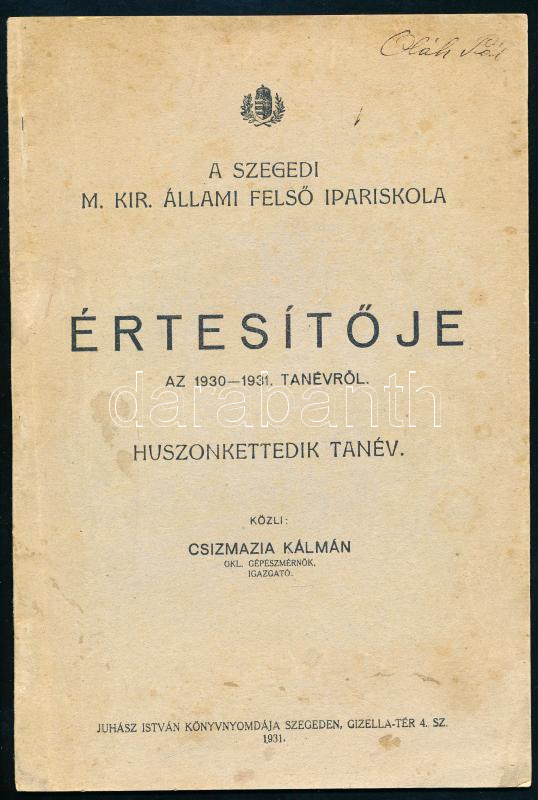 Oláh Pál
A SZEGEDI
M. KIR. ÁLLAMI FELSŐ IPARISKOLA
ÉRTESÍTŐJE
AZ 1930—1931. TANÉVRŐL.
darabanth
HUSZONKETTEDIK TANÉV.
KÖZLI:
CSIZMAZIA KÁLMÁN
OKL. GÉPÉSZMÉRNÖK.
IGAZGATÓ.
JUHÁSZ ISTVÁN KÖNYVNYOMDÁJA SZEGEDEN, GIZELLA-TÉR 4. SZ.
1931.